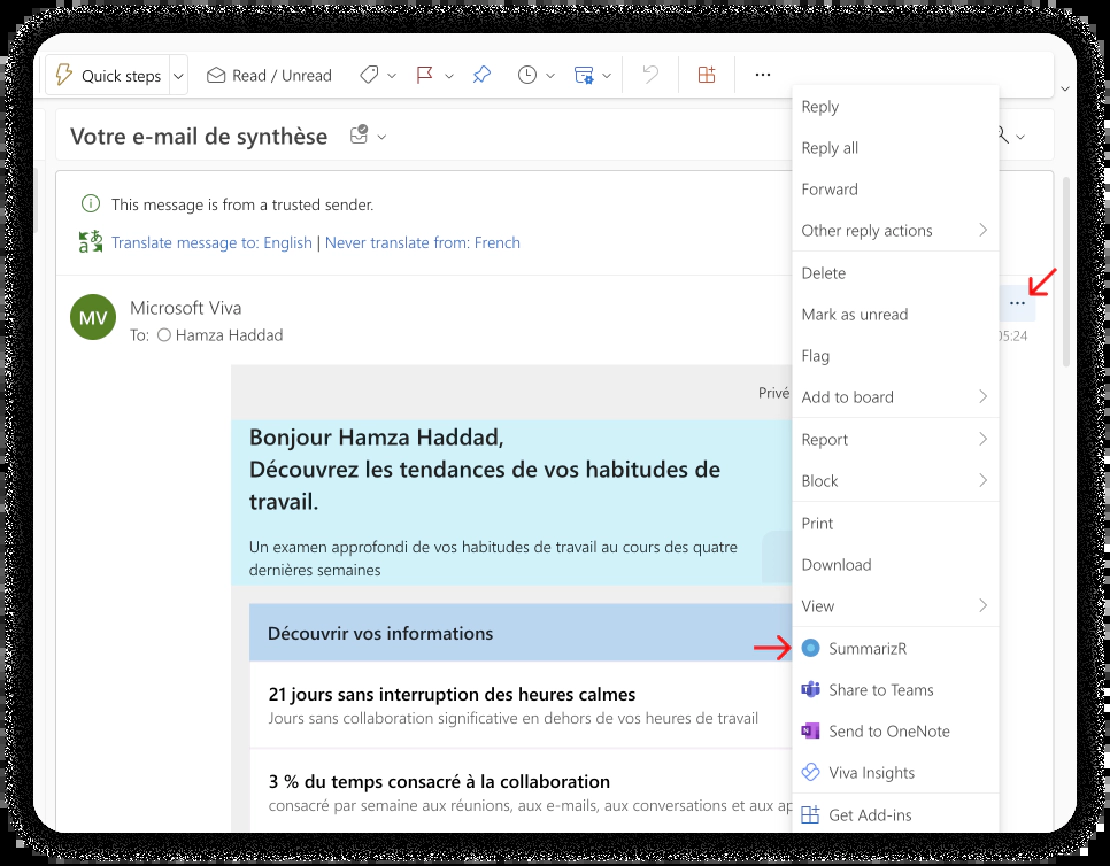 Quick steps
Read / Unread
Votre e-mail de synthèse
This message is from a trusted sender.
Translate message to: English | Never translate from: French
MV
Microsoft Viva
To: Hamza Haddad
05:24
Privé
Bonjour Hamza Haddad,
Découvrez les tendances de vos habitudes de
travail.
Un examen approfondi de vos habitudes de travail au cours des quatre
dernières semaines
Découvrir vos informations
21 jours sans interruption des heures calmes
Jours sans collaboration significative en dehors de vos heures de travail
3 % du temps consacré à la collaboration
consacré par semaine aux réunions, aux e-mails, aux conversations et aux ap
Reply
Reply all
Forward
Other reply actions
Delete
Mark as unread
Flag
Add to board
Report
Block
Print
Download
View
SummarizR
Share to Teams
Send to OneNote
Viva Insights
Get Add-ins